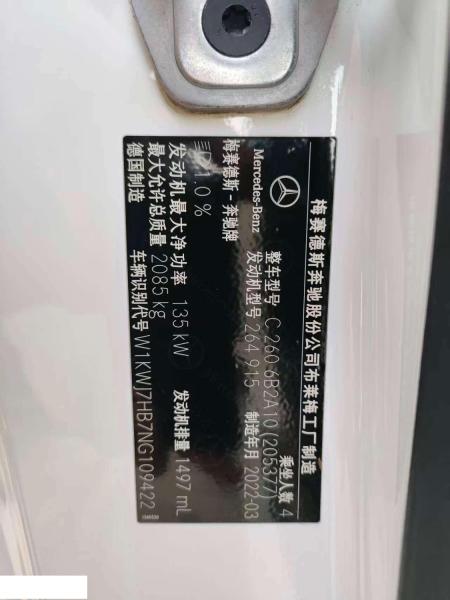 梅赛德斯奔驰股份公司布莱梅工厂制造
Mercedes-Benz
梅赛德斯-奔驰牌
整车型号 C 260 6B2A10(205377)
乘坐人数 4
发动机型号 264 915
制造年月 2022-03
1.0 %
发动机最大净功率 135 kW
发动机排量 1497 mL
最大允许总质量 2085 kg
德国制造
车辆识别代号 W1KWJ7HB7NG109422